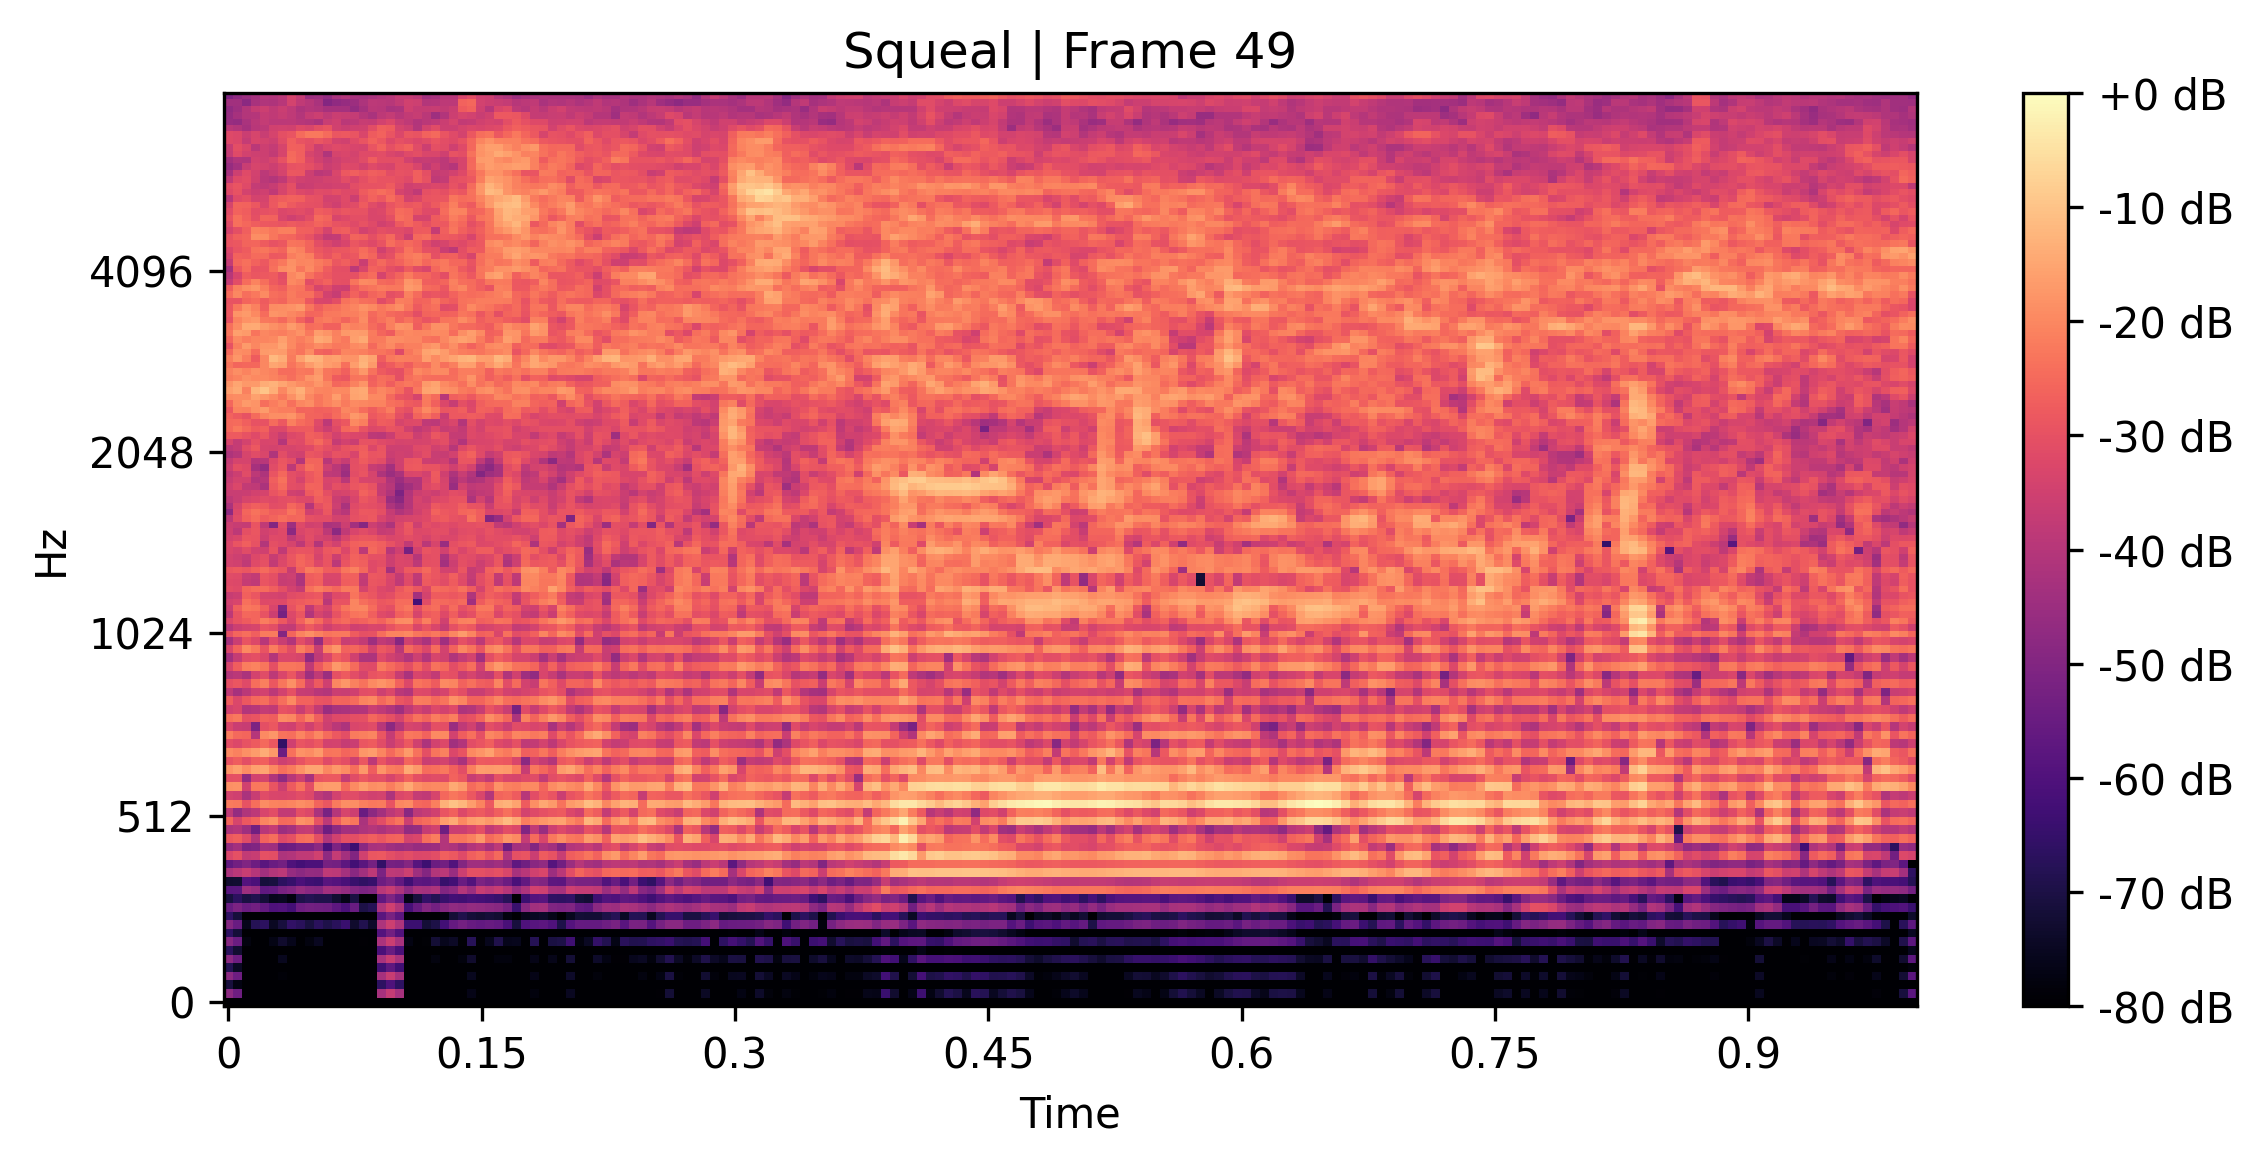 Squeal | Frame 49
+0 dB
-10 dB
4096
-20 dB
-30 dB
2048
-40 dB
Hz
1024
-50 dB
512
-60 dB
-70 dB
0
-80 dB
0 0.15 0.3 0.45 0.6 0.75 0.9
Time